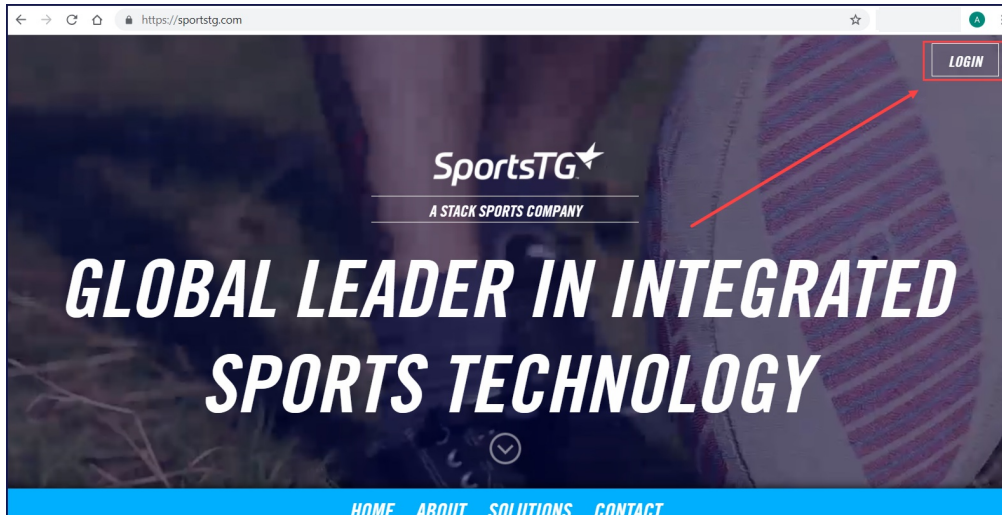 https://sportstg.com
A
LOGIN
SportsTG
A STACK SPORTS COMPANY
GLOBAL LEADER IN INTEGRATED
SPORTS TECHNOLOGY
HOME ABOUT SOLUTIONS CONTACT